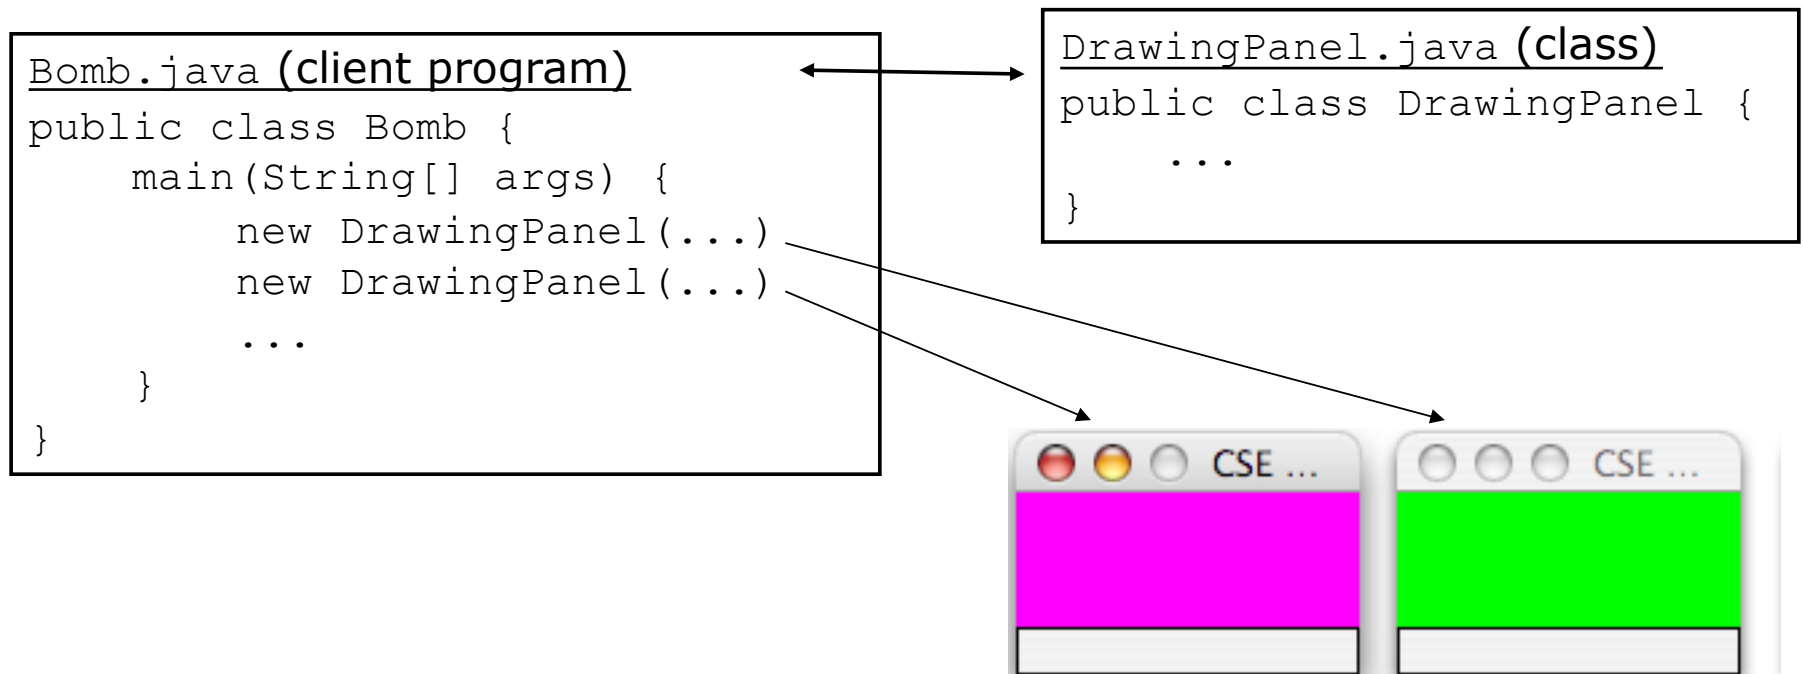 Bomb.java (client program)
public class Bomb {
    main(String[] args) {
        new DrawingPanel(...)
        new DrawingPanel(...)
        ...
    }
}
DrawingPanel.java (class)
public class DrawingPanel {
    ...
}
CSE ...
CSE ...